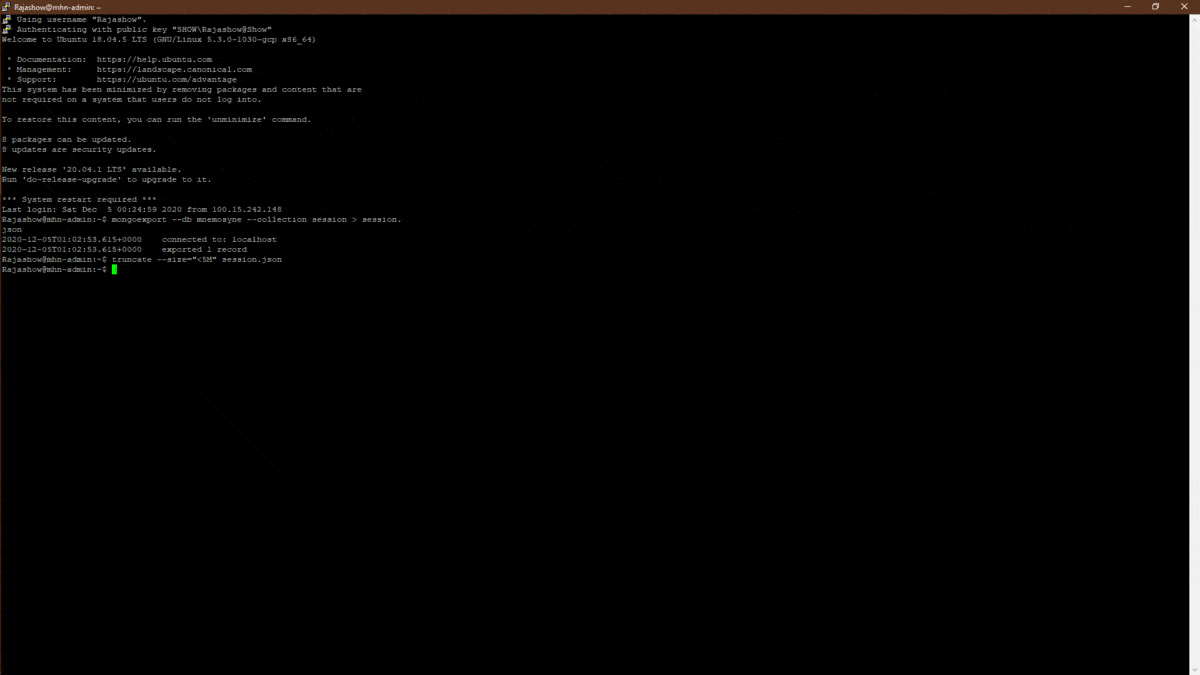 Rajashow@mhn-admin: ~
Using username "Rajashow".
Authenticating with public key "SHOW\Rajashow@Show"
Welcome to Ubuntu 18.04.5 LTS (GNU/Linux 5.3.0-1030-gcp x86_64)
* Documentation:  https://help.ubuntu.com
* Management:     https://landscape.canonical.com
* Support:        https://ubuntu.com/advantage
This system has been minimized by removing packages and content that are
not required on a system that users do not log into.
To restore this content, you can run the 'unminimize' command.
8 packages can be updated.
8 updates are security updates.
New release '20.04.1 LTS' available.
Run 'do-release-upgrade' to upgrade to it.
*** System restart required ***
Last login: Sat Dec  5 00:24:59 2020 from 100.15.242.148
Rajashow@mhn-admin:~$ mongoexport --db mnemosyne --collection session > session.
json
2020-12-05T01:02:53.615+0000    connected to: localhost
2020-12-05T01:02:53.615+0000    exported 1 record
Rajashow@mhn-admin:~$ truncate --size="<5M" session.json
Rajashow@mhn-admin:~$